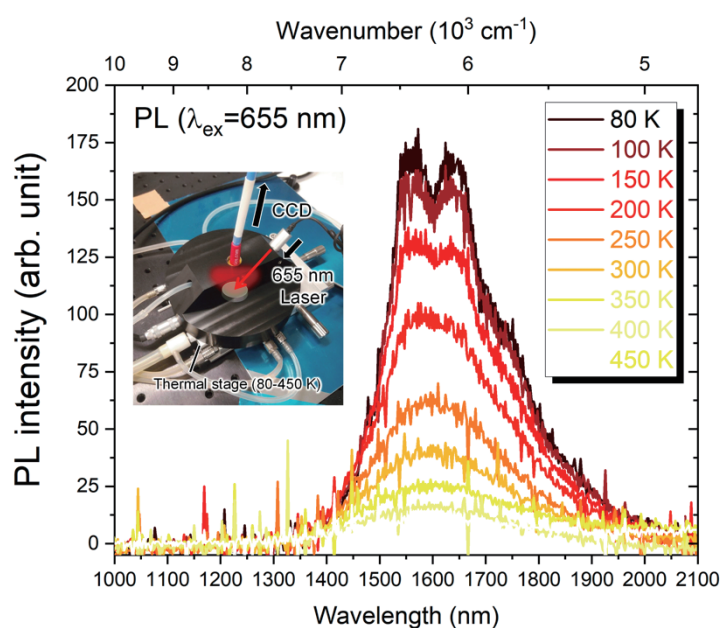 Wavenumber (10³ cm⁻¹)
10 9 8 7 6 5
PL (λex=655 nm)
CCD
655 nm
Laser
Thermal stage (80-450 K)
80 K
100 K
150 K
200 K
250 K
300 K
350 K
400 K
450 K
PL intensity (arb. unit)
200
175
150
125
100
75
50
25
0
1000 1100 1200 1300 1400 1500 1600 1700 1800 1900 2000 2100
Wavelength (nm)